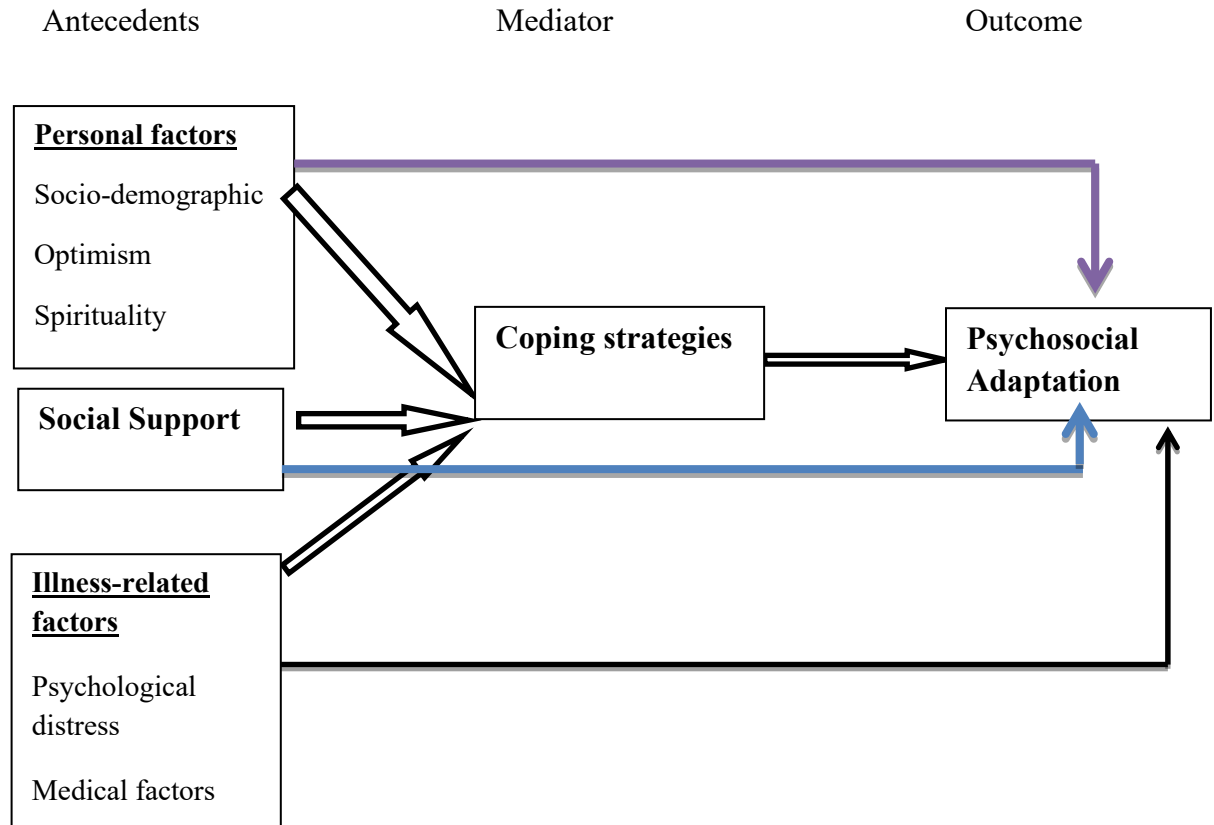 Antecedents
Mediator
Outcome
Personal factors
Socio-demographic
Optimism
Spirituality
Coping strategies
Psychosocial
Adaptation
Social Support
Illness-related
factors
Psychological
distress
Medical factors